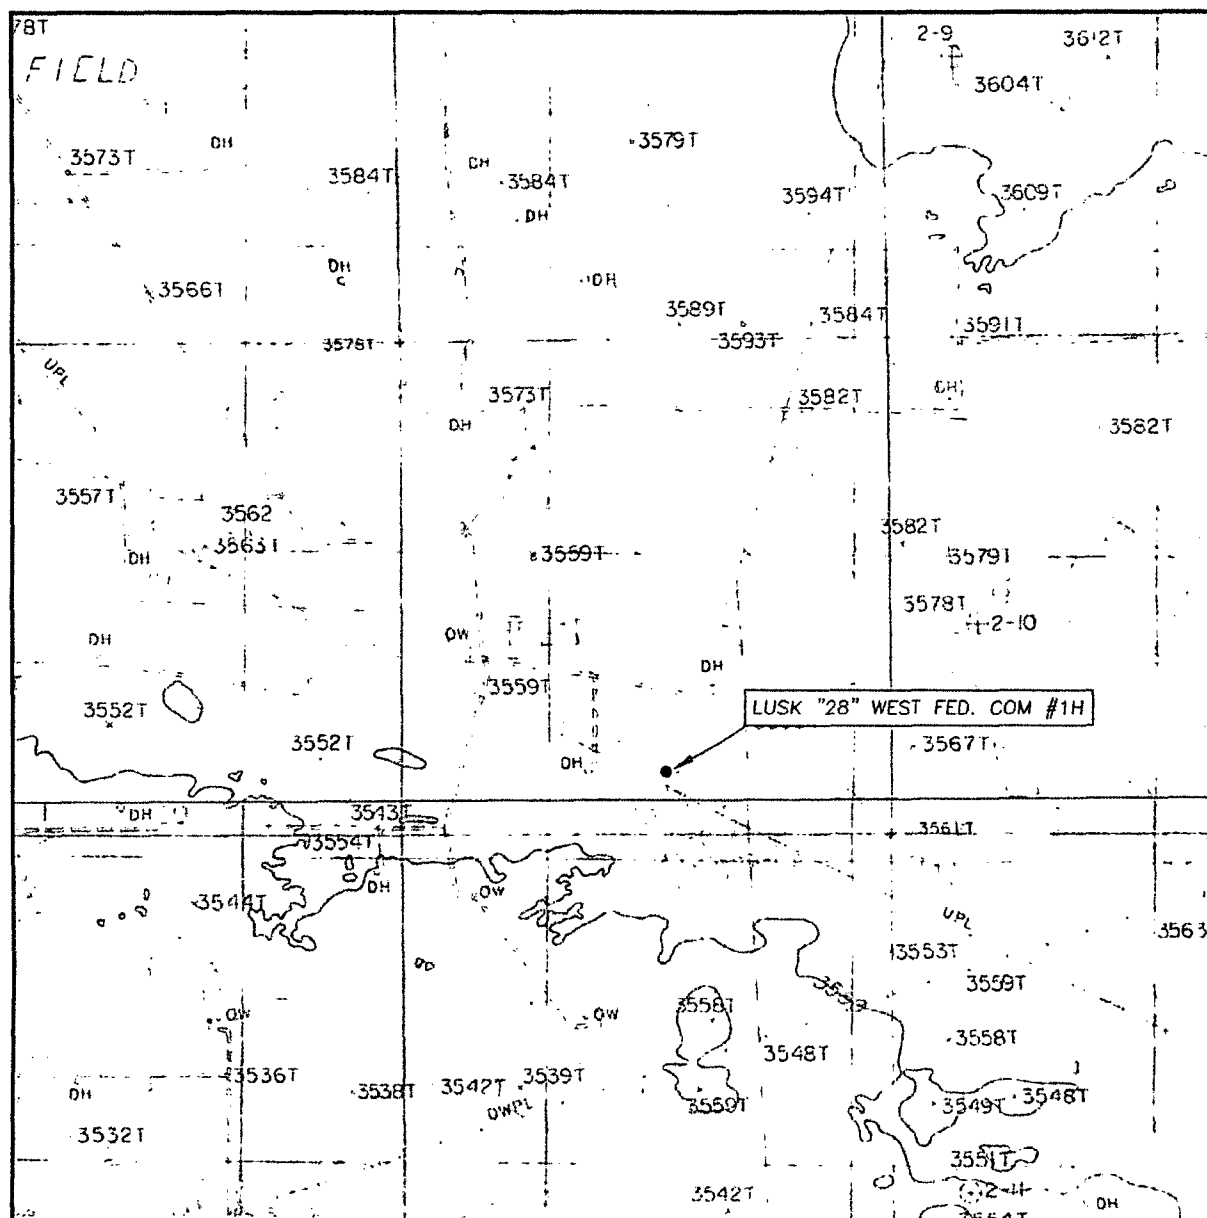 78T
FIELD
2-9
3612T
3604T
DH
3579T
3573T
DH
3584T
3584T
3594T
3609T
DH
DH
DH
3566T
3589T
3584T
3591T
3578T
3593T
UPL
3573T
3582T
DH
DH
3582T
3557T
3562
3563T
3582T
DH
3559T
3579T
3578T
2-10
DH
OW
DH
3559T
LUSK "28" WEST FED. COM #1H
3552T
3552T
DH
3567T
DH
3543T
3554T
3561T
DH
OW
3544T
UPL
3563
3553T
3559T
3558T
OW
OW
3548T
3558T
DH
3536T
3538T
3542T
3539T
OWPL
3559T
3549T
3548T
3532T
3551T
3542T
2-11
DH